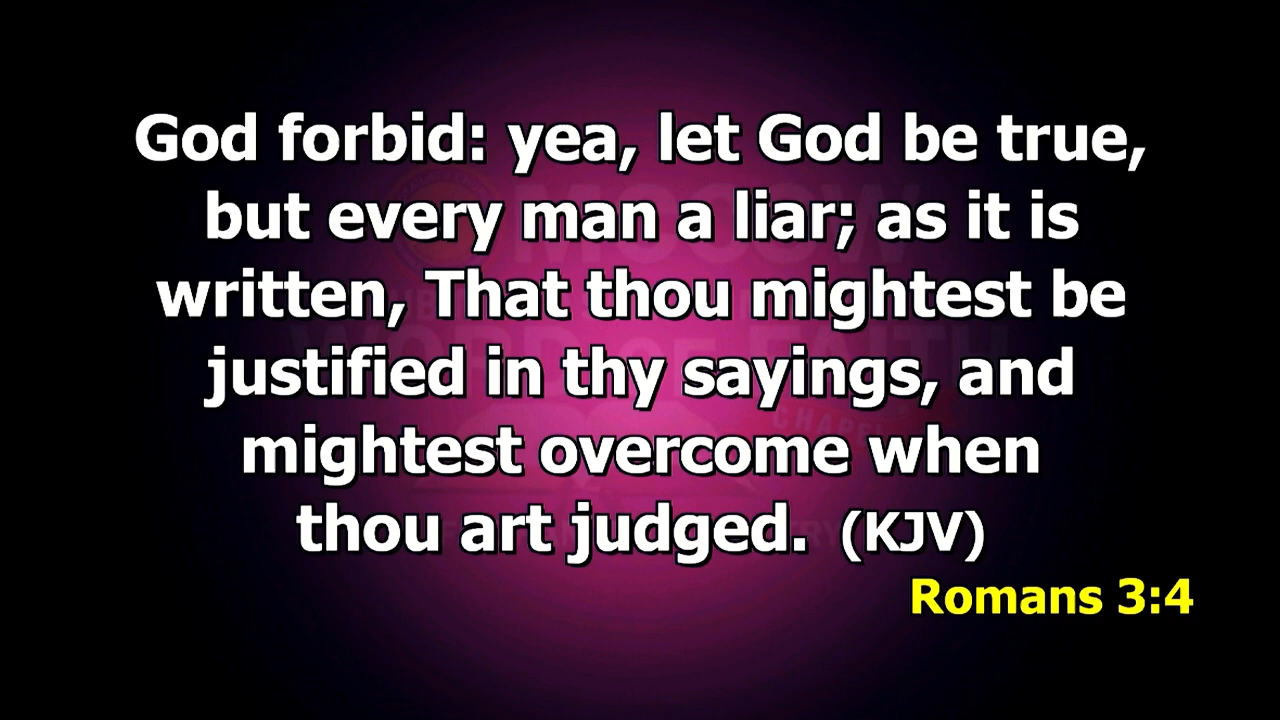 God forbid: yea, let God be true,
but every man a liar; as it is
written, That thou mightest be
justified in thy sayings, and
mightest overcome when
thou art judged. (KJV)
Romans 3:4